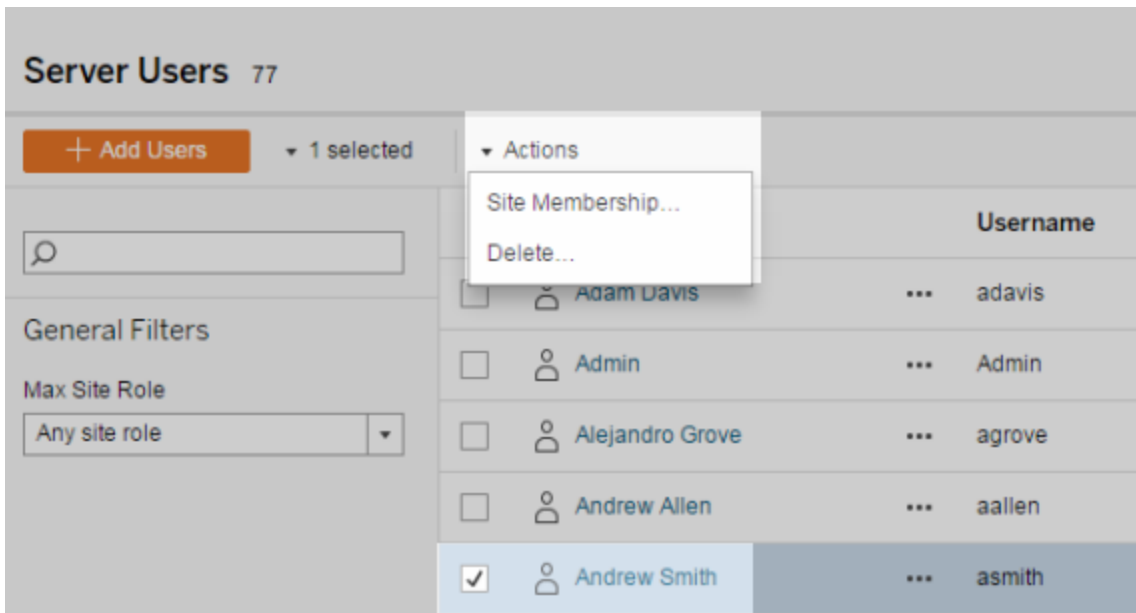 Server Users 77
+ Add Users
1 selected
Actions
Site Membership...
Delete...
Username
General Filters
Max Site Role
Any site role
Adam Davis ••• adavis
Admin ••• Admin
Alejandro Grove ••• agrove
Andrew Allen ••• aallen
Andrew Smith ••• asmith